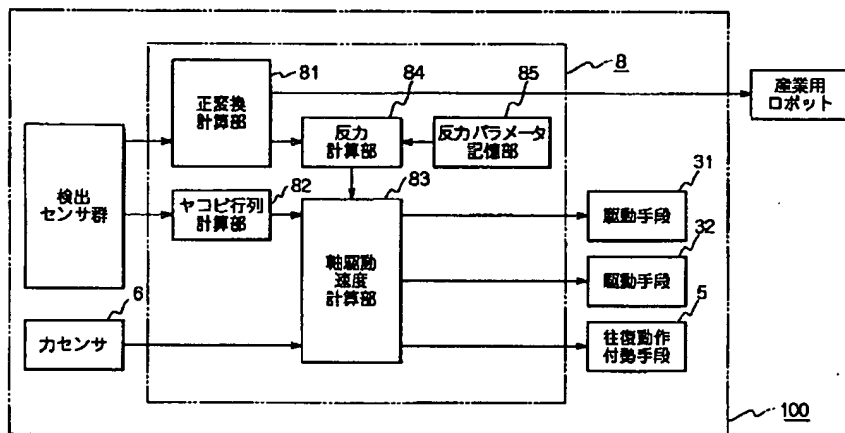 81
8
正変換
計算部
84
85
産業用
ロボット
反力
計算部
反力パラメータ
記憶部
検出
センサ群
ヤコビ行列
計算部
82
83
31
駆動手段
軸駆動
速度
計算部
32
駆動手段
6
力センサ
5
往復動作
付勢手段
100